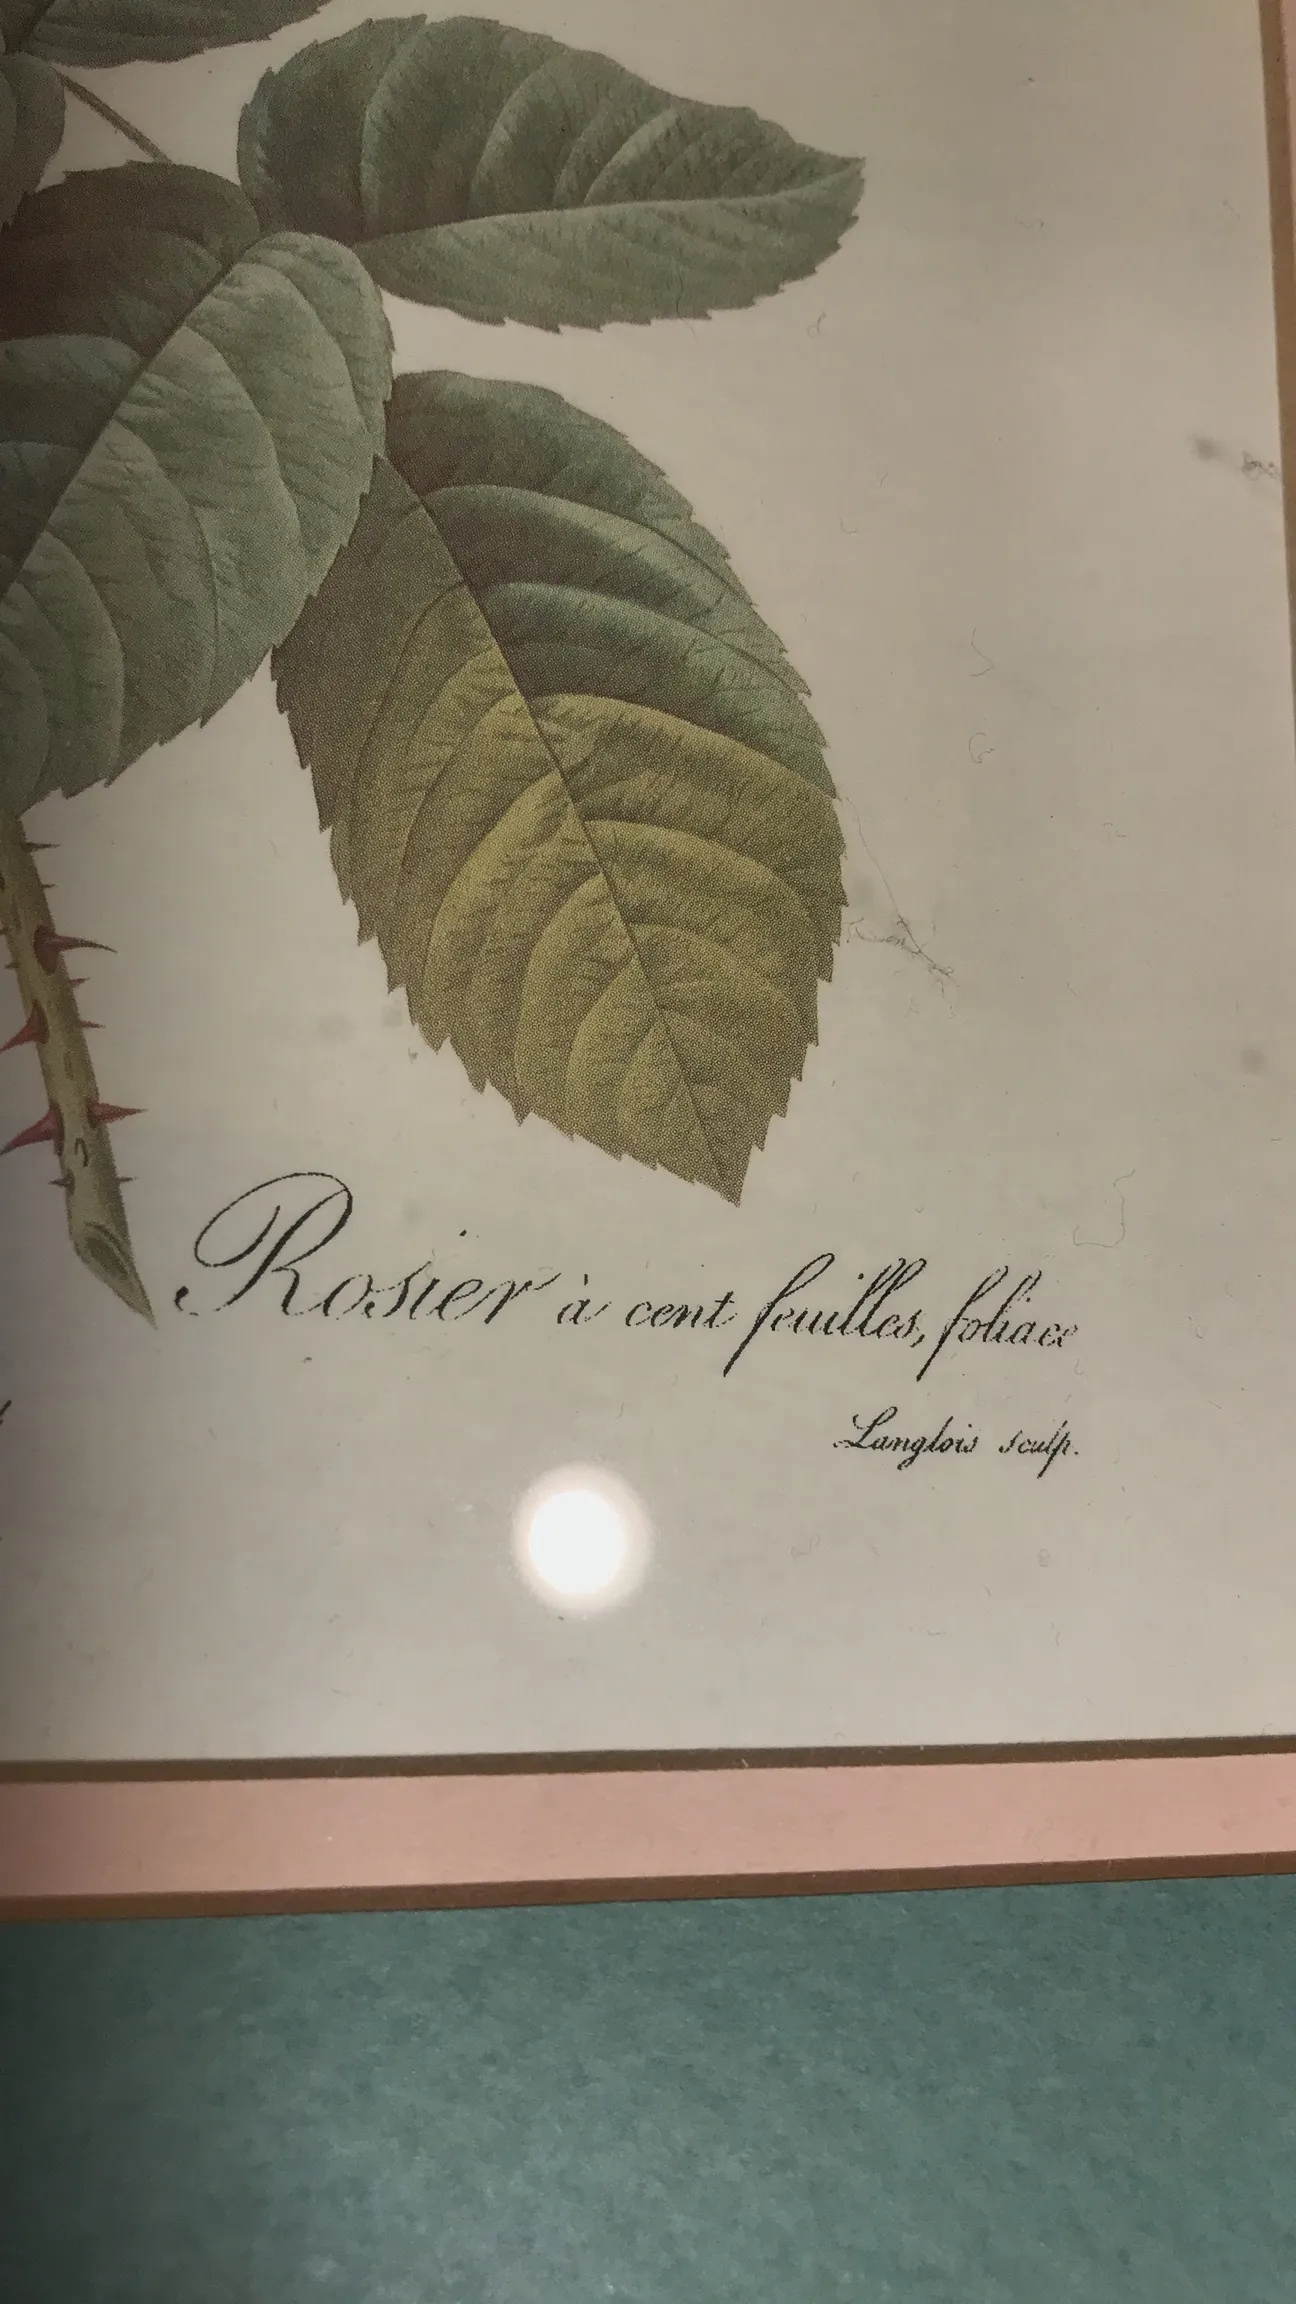 Rosier à cent feuilles, foliacé
Langlois sculp.